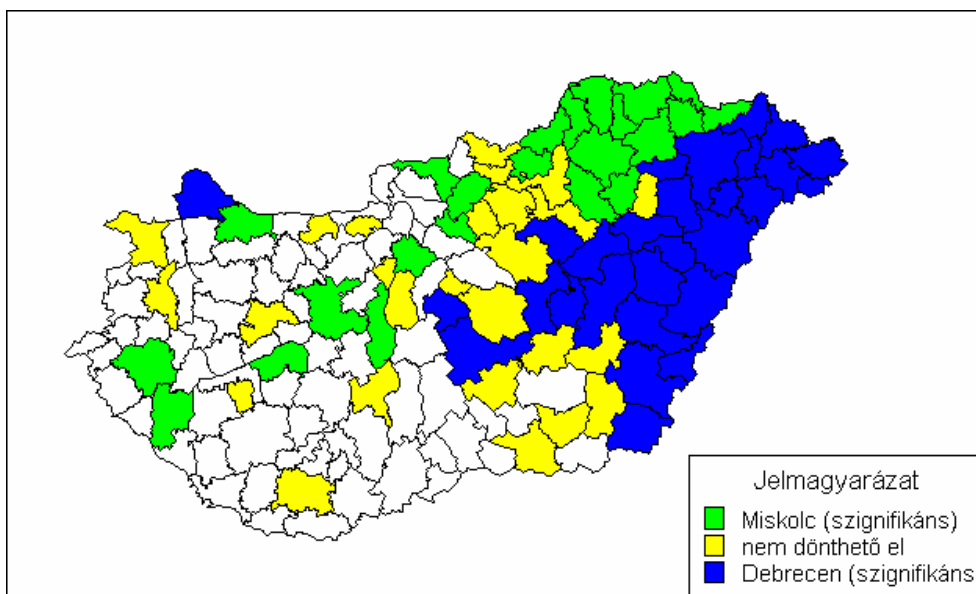 Jelmagyarázat
Miskolc (szignifikáns)
nem dönthető el
Debrecen (szignifikáns